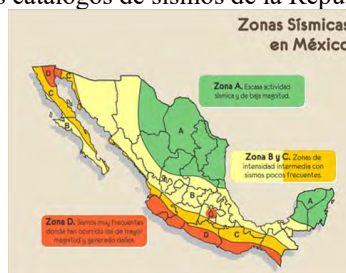 s catálogos de sismos de la Repú
Zonas Sísmicas
en México
Zona A. Escasa actividad
sísmica y de baja magnitud.
Zona B y C. Zonas de
intensidad intermedia con
sismos pocos frecuentes.
Zona D. Sismos muy frecuentes
donde han ocurrido los de mayor
magnitud y generado daños.
D
C
C
B
A
B
A
C
D
C
D